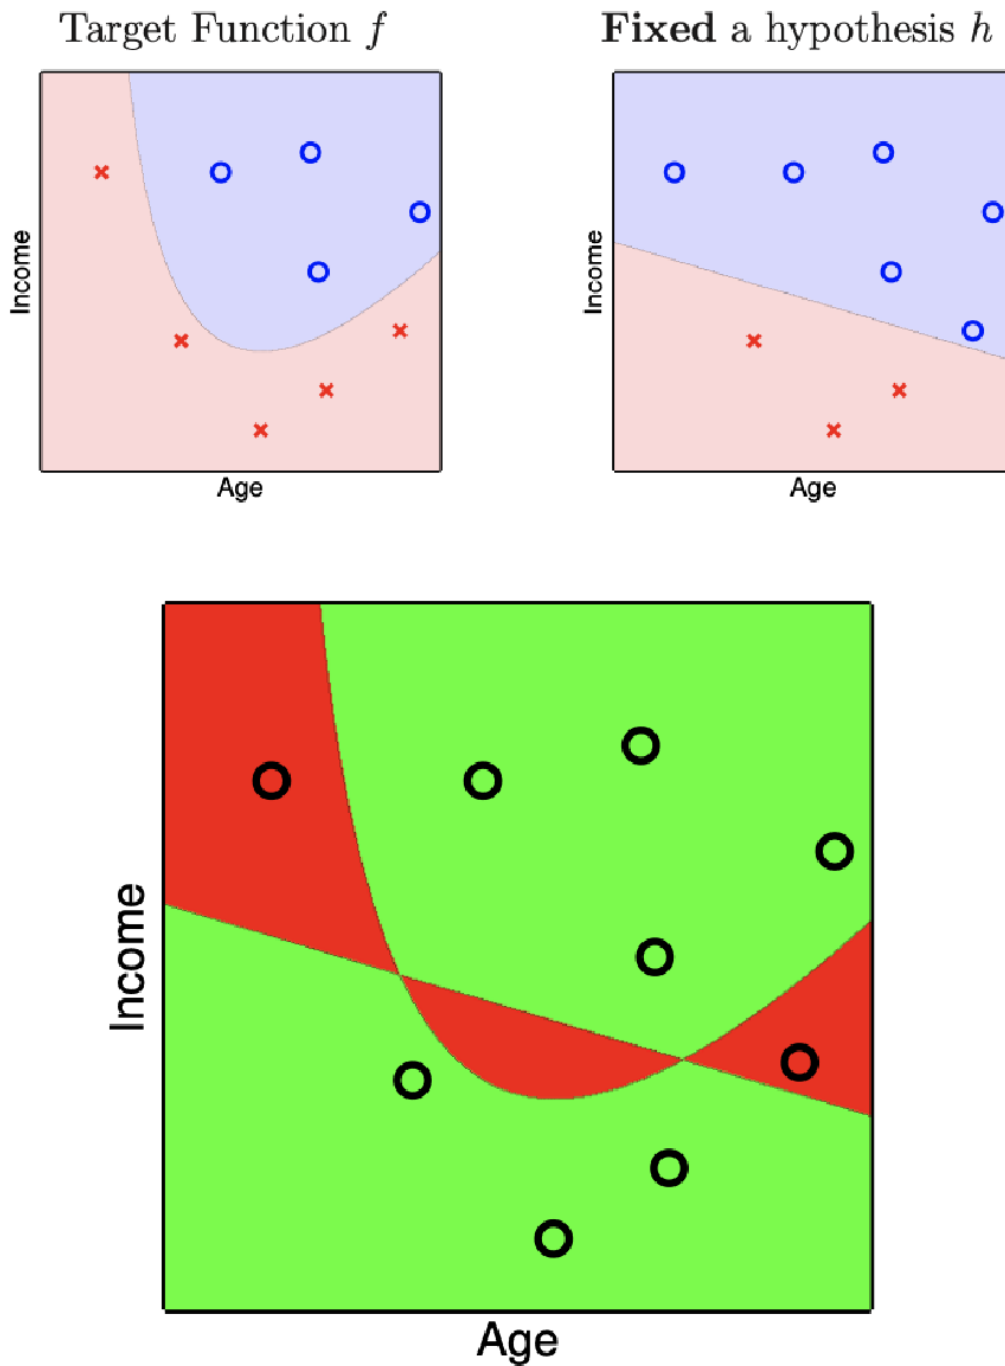 Target Function f
Fixed a hypothesis h
Income
Age
Income
Age
Income
Age